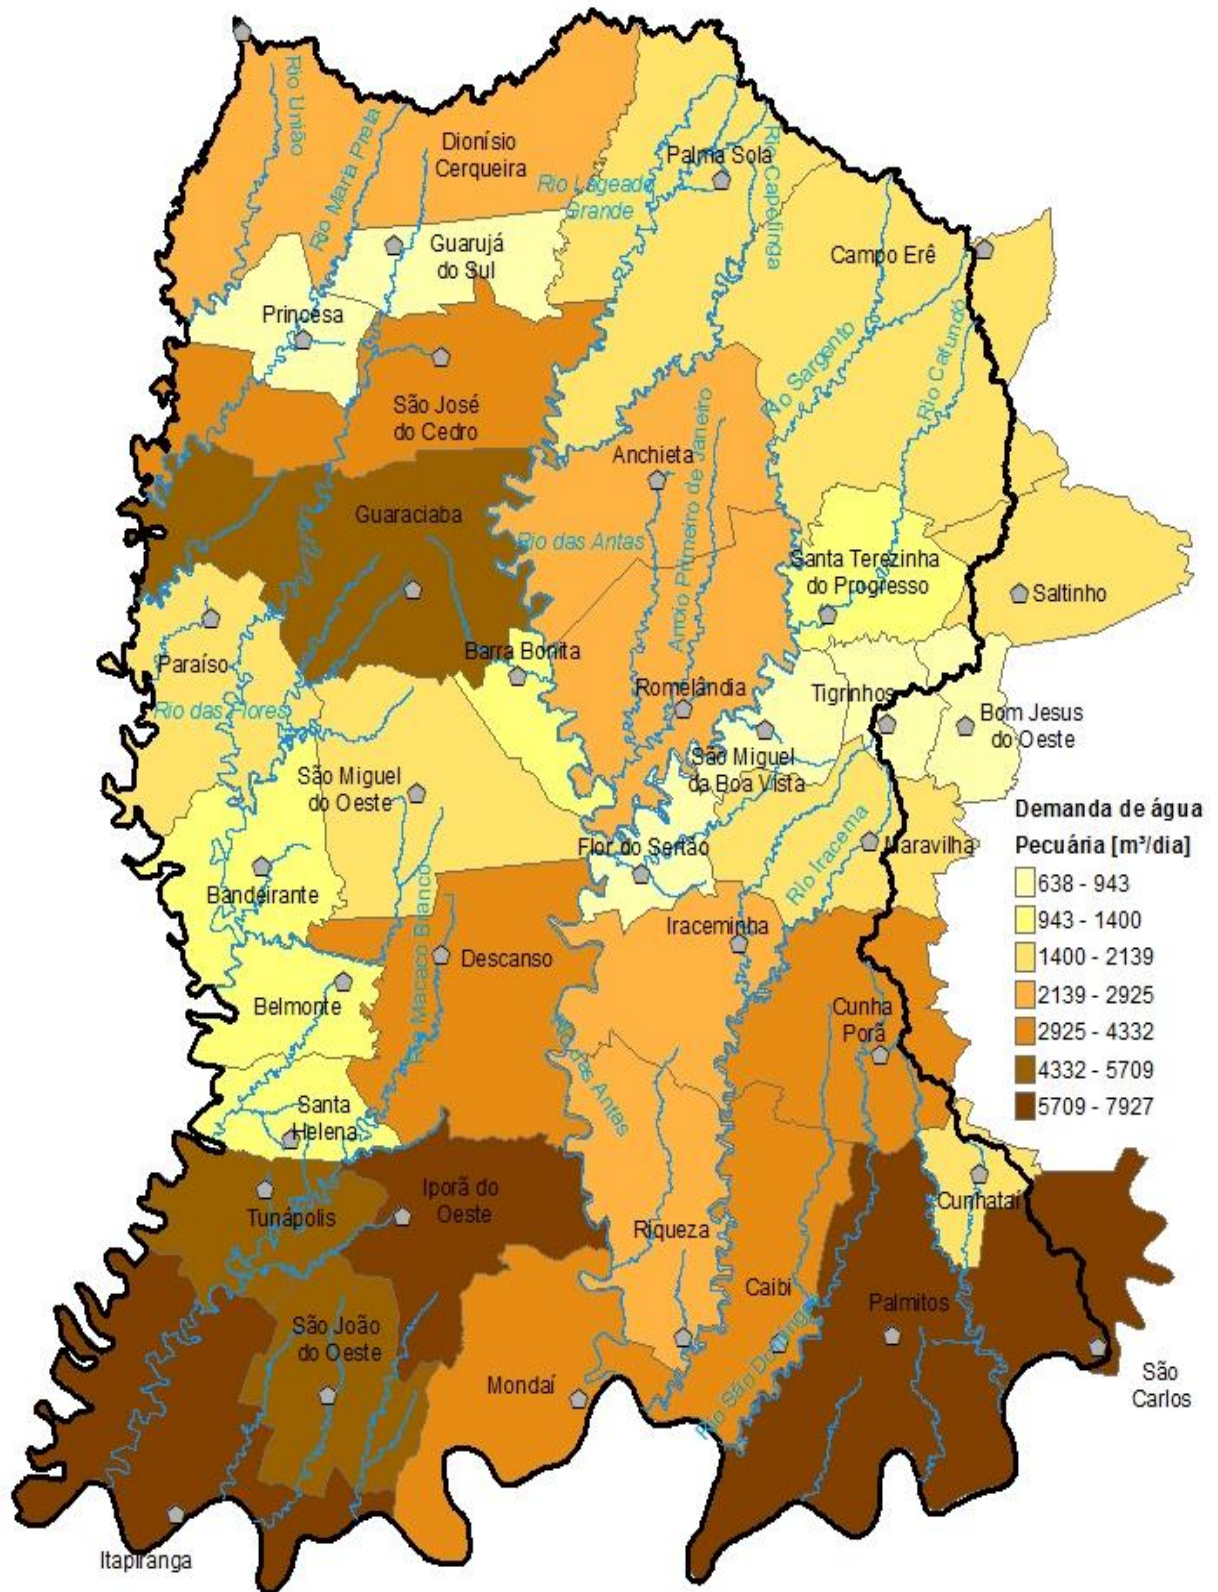 Rio União
Rio Maria Preta
Dionísio
Cerqueira
Palma Sola
Rio Capetinga
Rio Lageado
Grande
Guarujá
do Sul
Campo Erê
Princesa
Rio Sargento
Rio Cafundó
São José
do Cedro
Anchieta
Arroio Primeiro de Janeiro
Guaraciaba
Rio das Antas
Santa Terezinha
do Progresso
Saltinho
Barra Bonita
Paraíso
Romelândia
Tigrinhos
Rio das Flores
Bom Jesus
do Oeste
São Miguel
da Boa Vista
São Miguel
do Oeste
Demanda de água
Pecuária [m³/dia]
638 - 943
943 - 1400
1400 - 2139
2139 - 2925
2925 - 4332
4332 - 5709
5709 - 7927
Rio Iracema
Maravilha
Flor do Sertão
Bandeirante
Rio Macaco Branco
Iraceminha
Descanso
Belmonte
Cunha
Porã
Rio das Antas
Santa
Helena
Iporã do
Oeste
Tunápolis
Cunhataí
Riqueza
Caibi
Palmitos
São João
do Oeste
Rio São Domingos
Mondaí
São
Carlos
Itapiranga